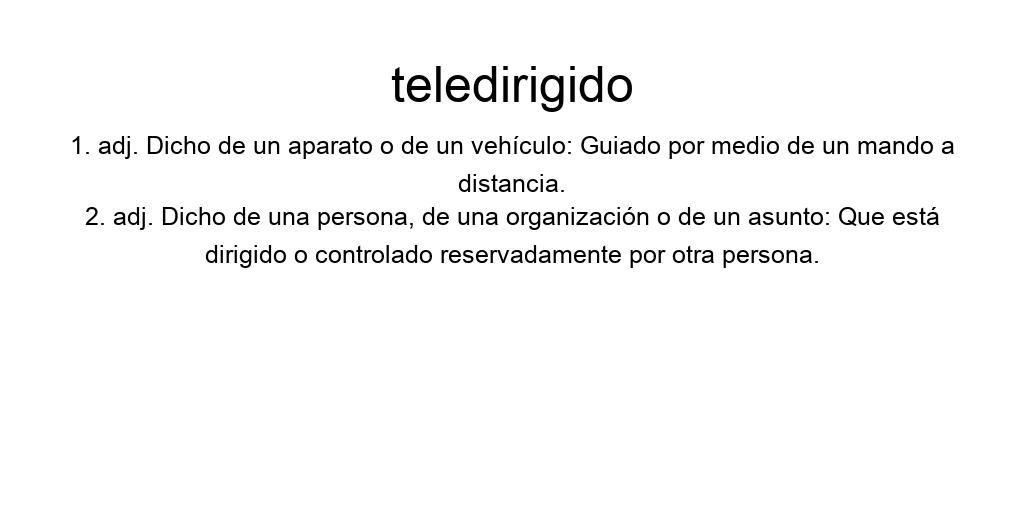 teledirigido
1. adj. Dicho de un aparato o de un vehículo: Guiado por medio de un mando a
distancia.
2. adj. Dicho de una persona, de una organización o de un asunto: Que está
dirigido o controlado reservadamente por otra persona.